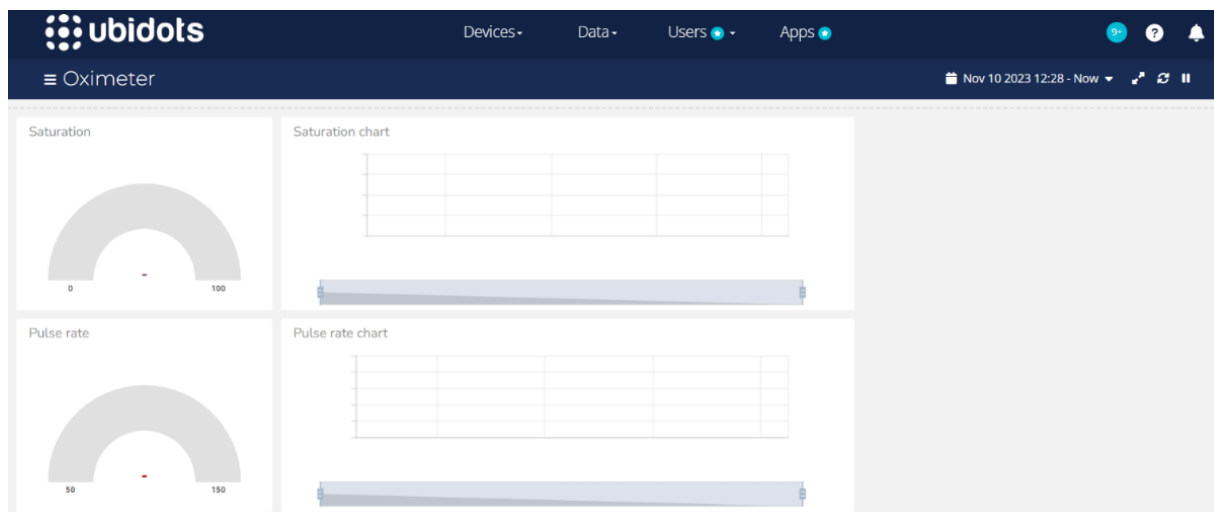 ubidots Devices Data Users Apps 9+ ?
Oximeter Nov 10 2023 12:28 - Now
Saturation Saturation chart
-
0 100
Pulse rate Pulse rate chart
-
50 150